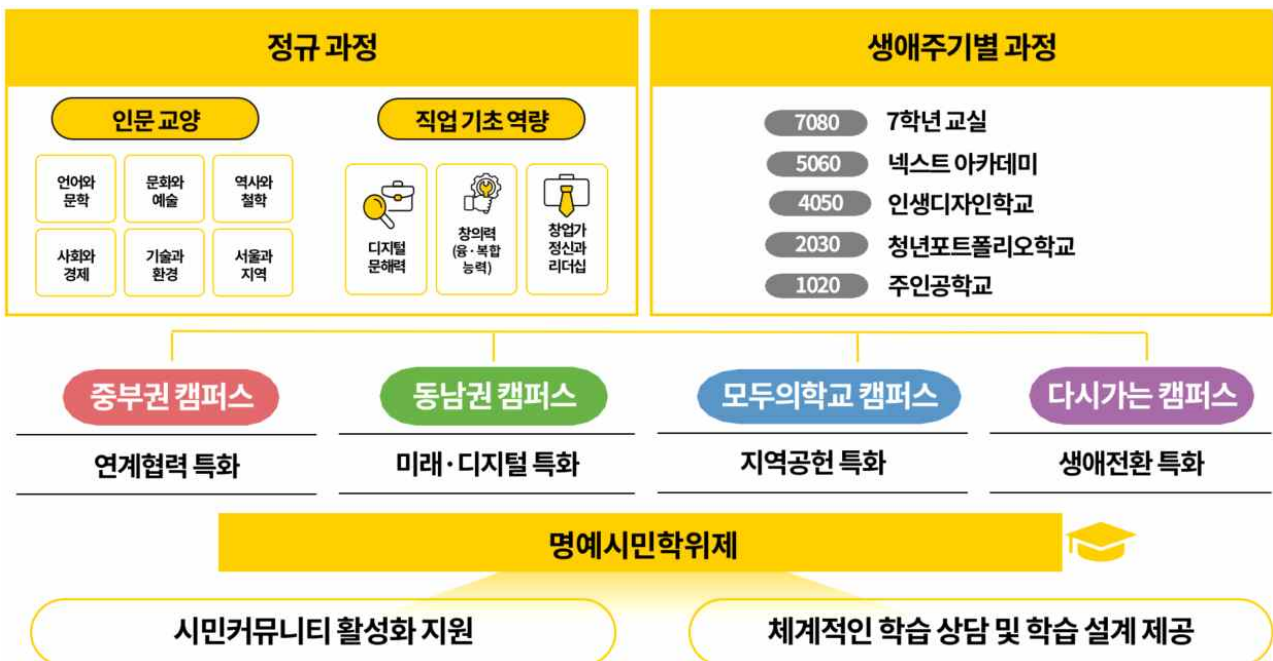 정규 과정
인문 교양
언어와
문학
문화와
예술
역사와
철학
사회와
경제
기술과
환경
서울과
지역
직업 기초 역량
디지털
문해력
창의력
(융·복합
능력)
창업가
정신과
리더십
생애주기별 과정
7080 7학년 교실
5060 넥스트 아카데미
4050 인생디자인학교
2030 청년포트폴리오학교
1020 주인공학교
중부권 캠퍼스
연계협력 특화
동남권 캠퍼스
미래·디지털 특화
모두의학교 캠퍼스
지역공헌 특화
다시가는 캠퍼스
생애전환 특화
명예시민학위제
시민커뮤니티 활성화 지원
체계적인 학습 상담 및 학습 설계 제공